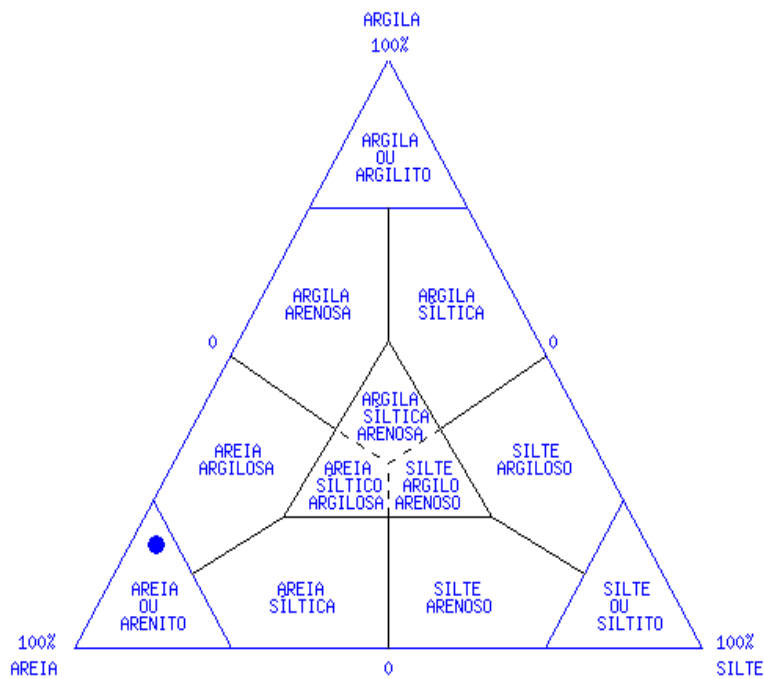 ARGILA
100%
ARGILA
OU
ARGILITO
ARGILA
ARENOSA
ARGILA
SÍLTICA
0
0
ARGILA
SÍLTICA
ARENOSA
AREIA
ARGILOSA
AREIA
SÍLTICO
ARGILOSA
SILTE
ARGILO
ARENOSO
SILTE
ARGILOSO
AREIA
OU
ARENITO
AREIA
SÍLTICA
SILTE
ARENOSO
SILTE
OU
SILTITO
100%
AREIA
0
100%
SILTE